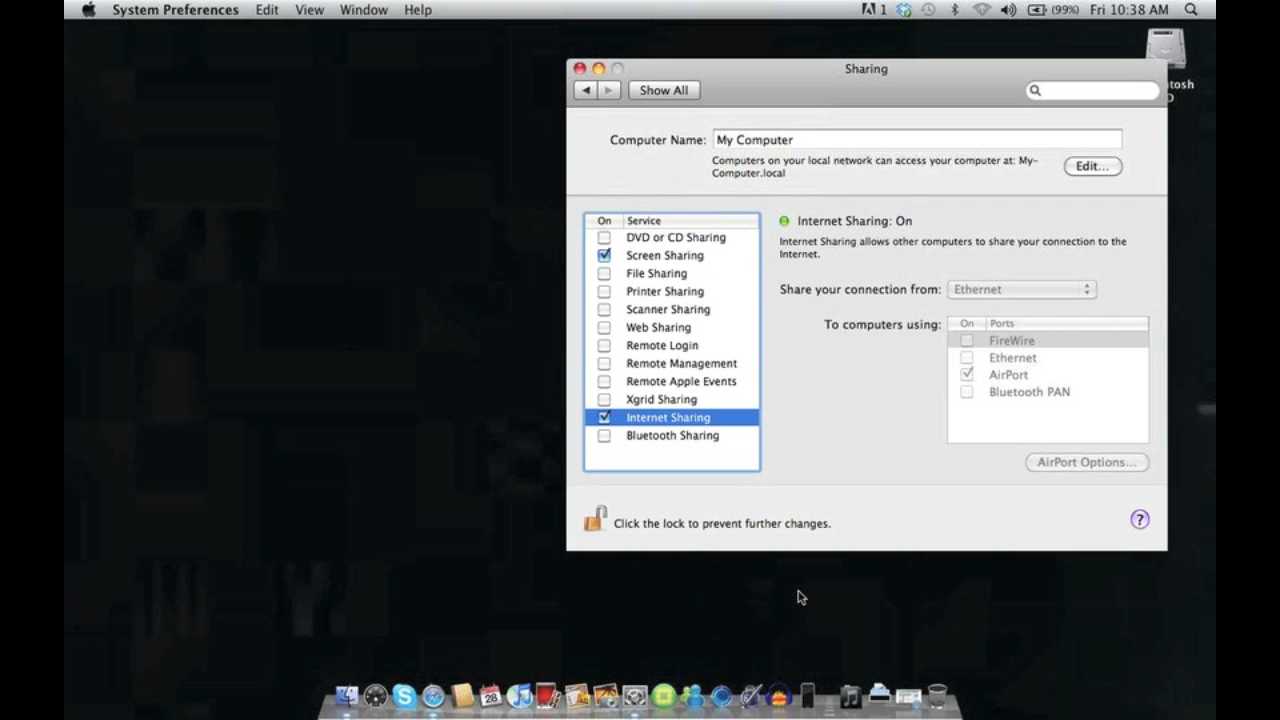 System Preferences Edit View Window Help
1 (99%) Fri 10:38 AM
Sharing
Show All
Computer Name: My Computer
Computers on your local network can access your computer at: My-
Computer.local
Edit...
On Service
DVD or CD Sharing
Screen Sharing
File Sharing
Printer Sharing
Scanner Sharing
Web Sharing
Remote Login
Remote Management
Remote Apple Events
Xgrid Sharing
Internet Sharing
Bluetooth Sharing
Internet Sharing: On
Internet Sharing allows other computers to share your connection to the
Internet.
Share your connection from: Ethernet
To computers using:
On Ports
FireWire
Ethernet
AirPort
Bluetooth PAN
AirPort Options...
Click the lock to prevent further changes.
?
28